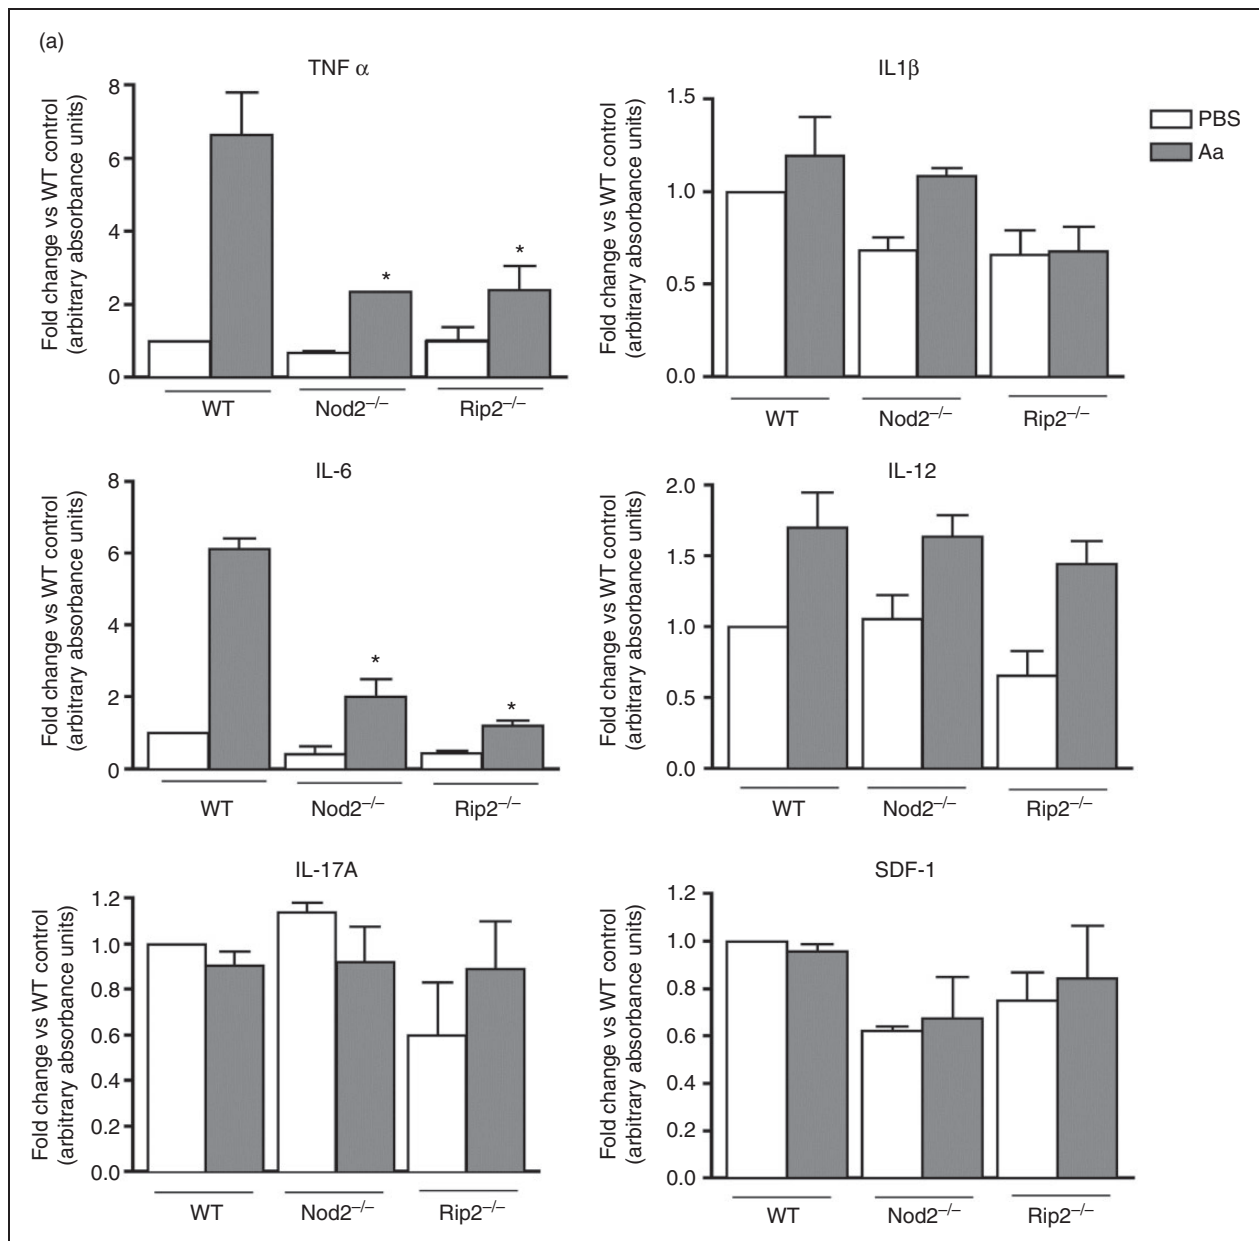 (a)
TNF α
Fold change vs WT control
(arbitrary absorbance units)
8
6
4
2
0
WT
Nod2–/–
Rip2–/–
IL1β
Fold change vs WT control
(arbitrary absorbance units)
1.5
1.0
0.5
0.0
WT
Nod2–/–
Rip2–/–
PBS
Aa
*
*
IL-6
Fold change vs WT control
(arbitrary absorbance units)
8
6
4
2
0
*
*
WT
Nod2–/–
Rip2–/–
IL-12
Fold change vs WT control
(arbitrary absorbance units)
2.0
1.5
1.0
0.5
0.0
WT
Nod2–/–
Rip2–/–
IL-17A
Fold change vs WT control
(arbitrary absorbance units)
1.2
1.0
0.8
0.6
0.4
0.2
0.0
WT
Nod2–/–
Rip2–/–
SDF-1
Fold change vs WT control
(arbitrary absorbance units)
1.2
1.0
0.8
0.6
0.4
0.2
0.0
WT
Nod2–/–
Rip2–/–